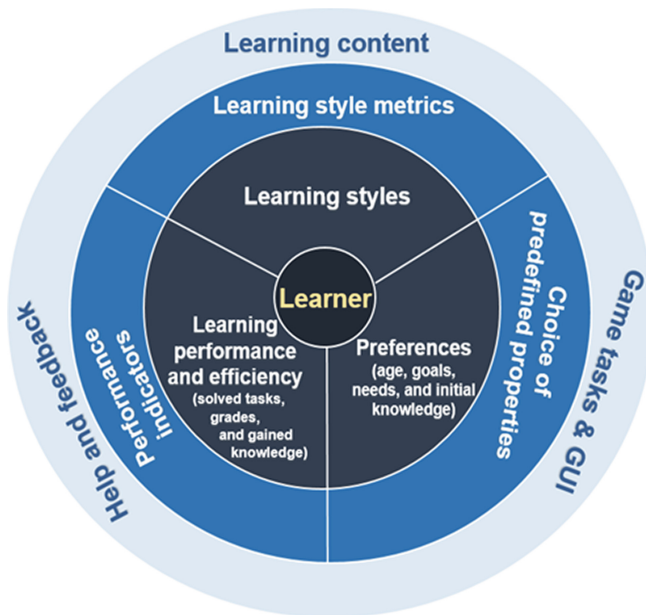 Learning content
Learning style metrics
Learning styles
Learner
Learning
performance
and efficiency
(solved tasks,
grades,
and gained
knowledge)
Preferences
(age, goals,
needs, and initial
knowledge)
Performance
indicators
Choice of
predefined properties
Help and feedback
Game tasks & GUI